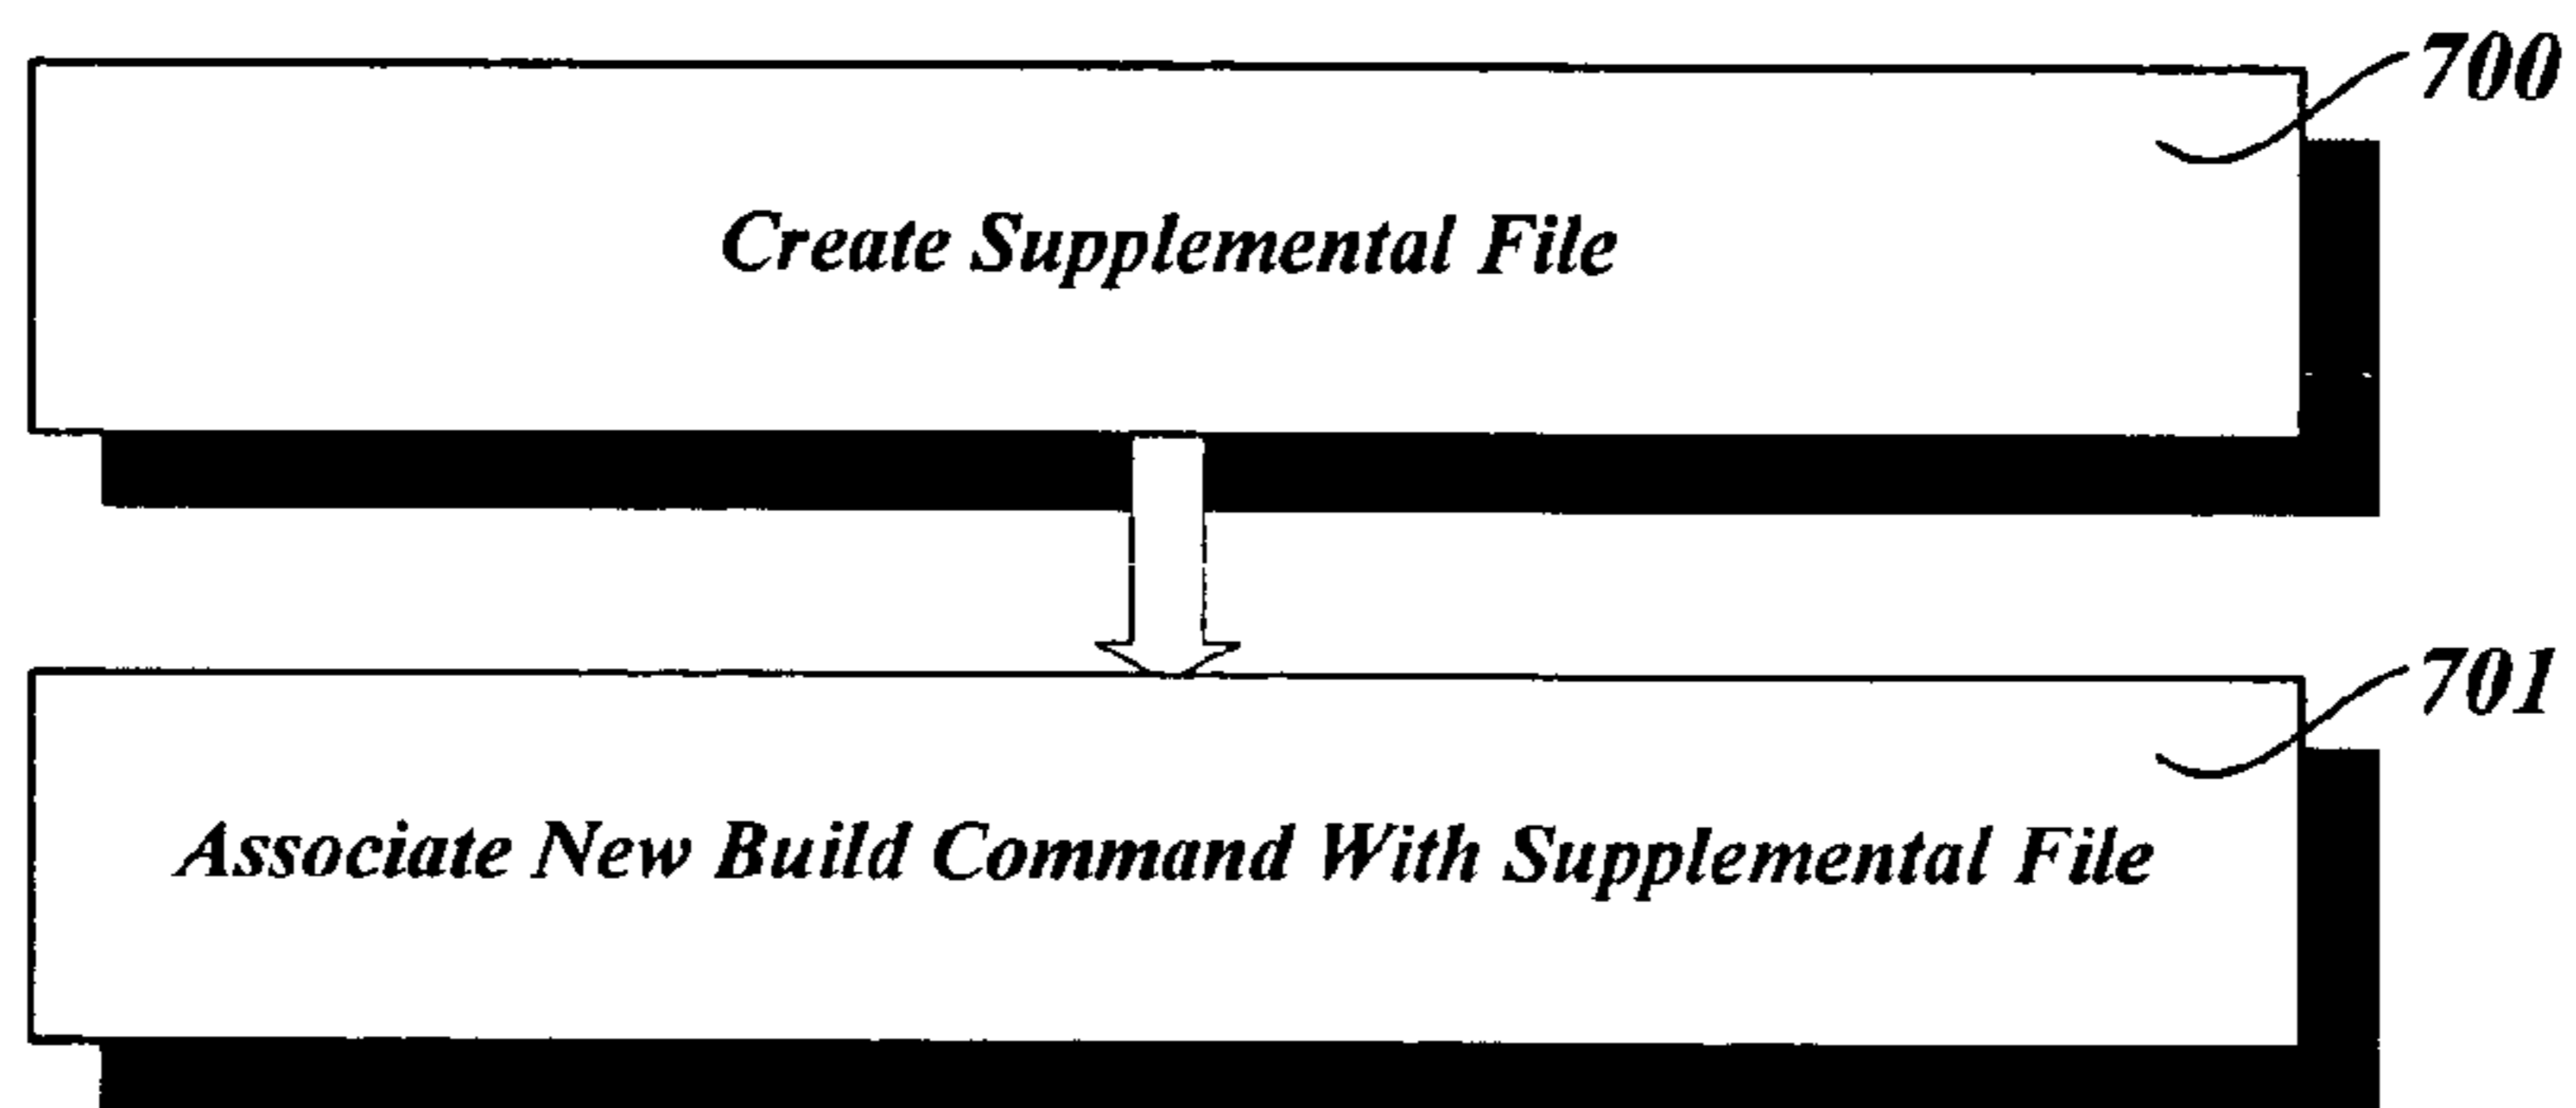 700
Create Supplemental File
701
Associate New Build Command With Supplemental File